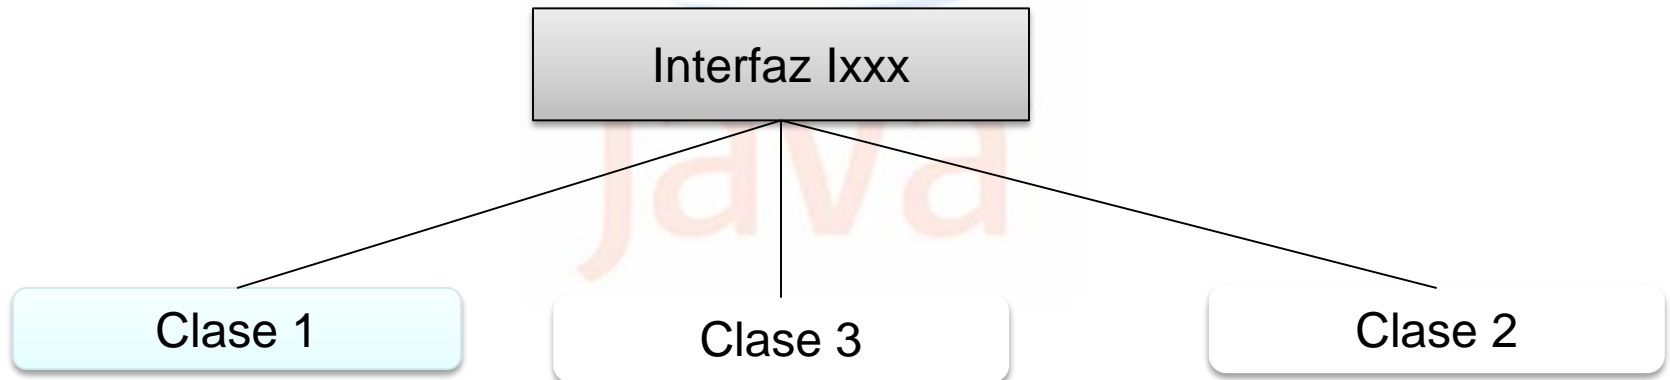 Interfaz Ixxx
Java
Clase 1
Clase 3
Clase 2